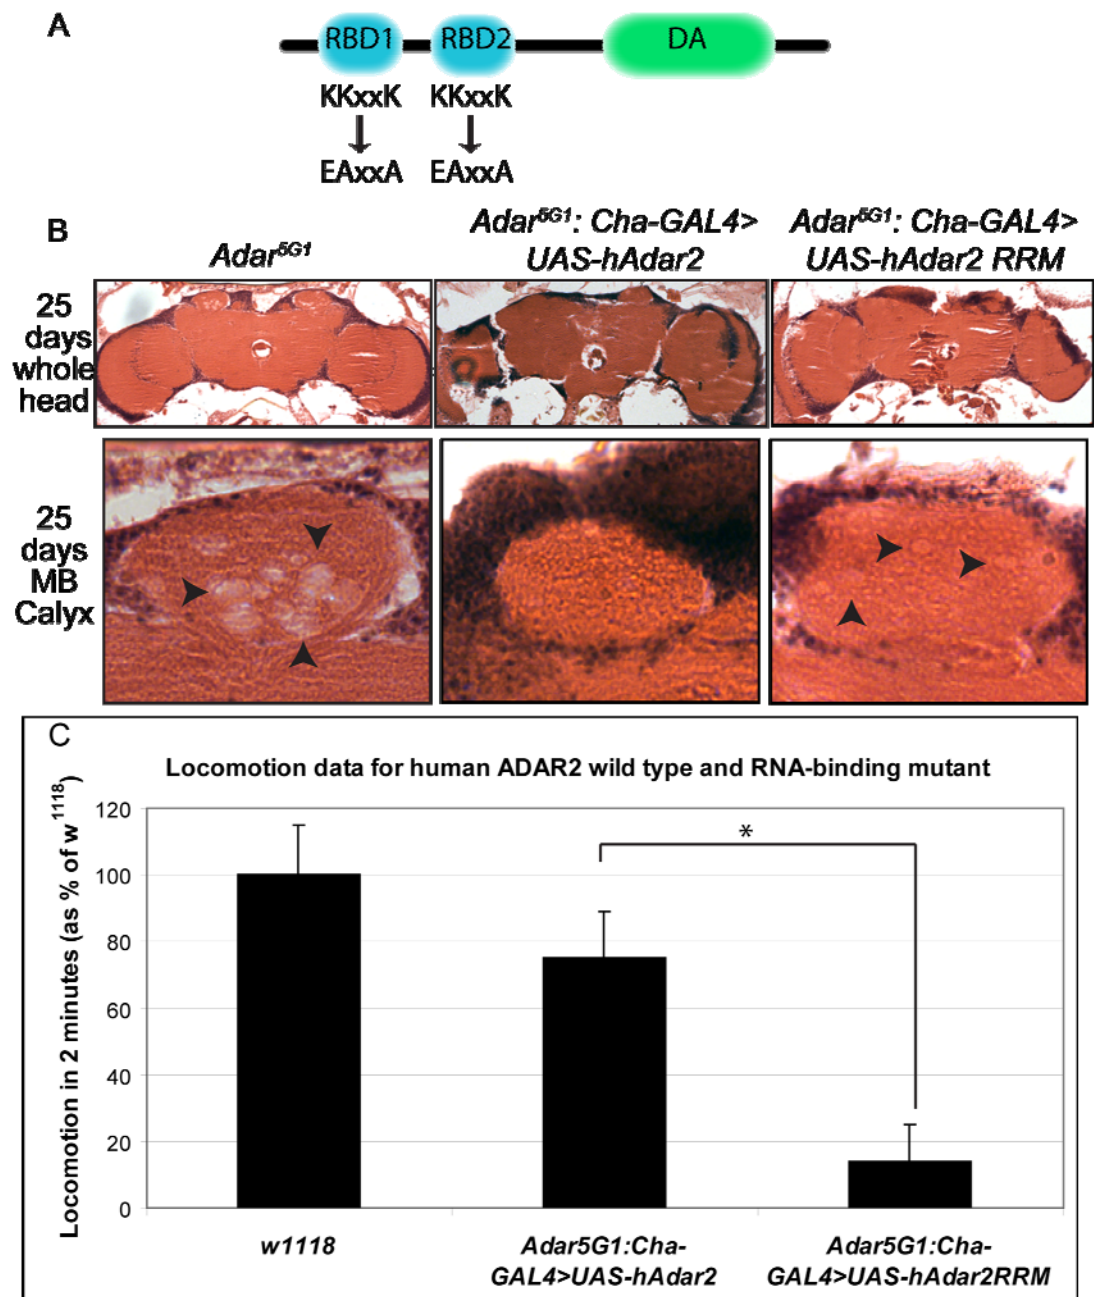 A
RBD1 RBD2 DA
KKxxK KKxxK
EAxxA EAxxA
B
Adar5G1
Adar5G1: Cha-GAL4>
UAS-hAdar2
Adar5G1: Cha-GAL4>
UAS-hAdar2 RRM
25
days
whole
head
25
days
MB
Calyx
C
Locomotion data for human ADAR2 wild type and RNA-binding mutant
Locomotion in 2 minutes (as % of w1118)
120
100
80
60
40
20
0
*
w1118
Adar5G1:Cha-
GAL4>UAS-hAdar2
Adar5G1:Cha-
GAL4>UAS-hAdar2RRM